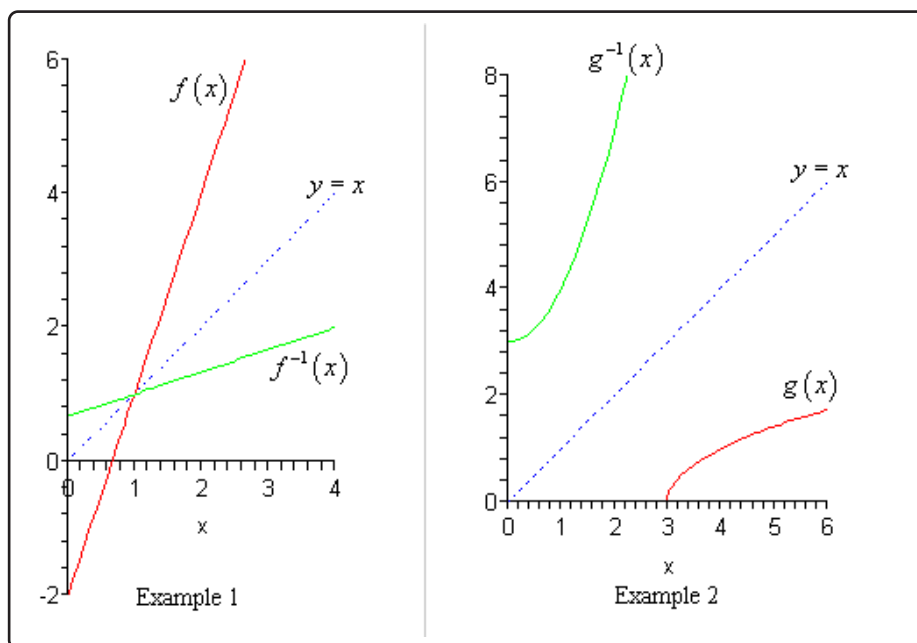 6
f(x)
4
y = x
2
f⁻¹(x)
0
0 1 2 3 4
x
-2
Example 1
g⁻¹(x)
8
y = x
6
4
2
g(x)
0
0 1 2 3 4 5 6
x
Example 2